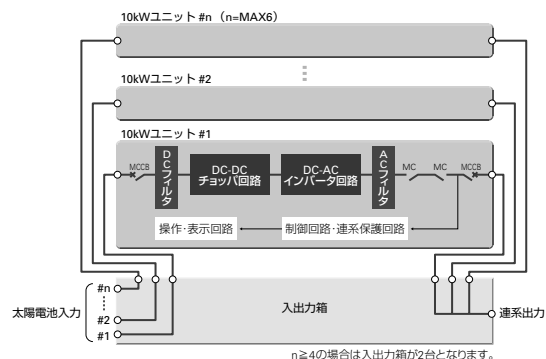 10kWユニット #n（n=MAX6）
10kWユニット #2
10kWユニット #1
MCCB
DCフィルタ
DC-DC
チョッパ回路
DC-AC
インバータ回路
ACフィルタ
MC
MC
MCCB
操作・表示回路
制御回路・連系保護回路
太陽電池入力
#n
#2
#1
入出力箱
連系出力
n≧4の場合は入出力箱が2台となります。